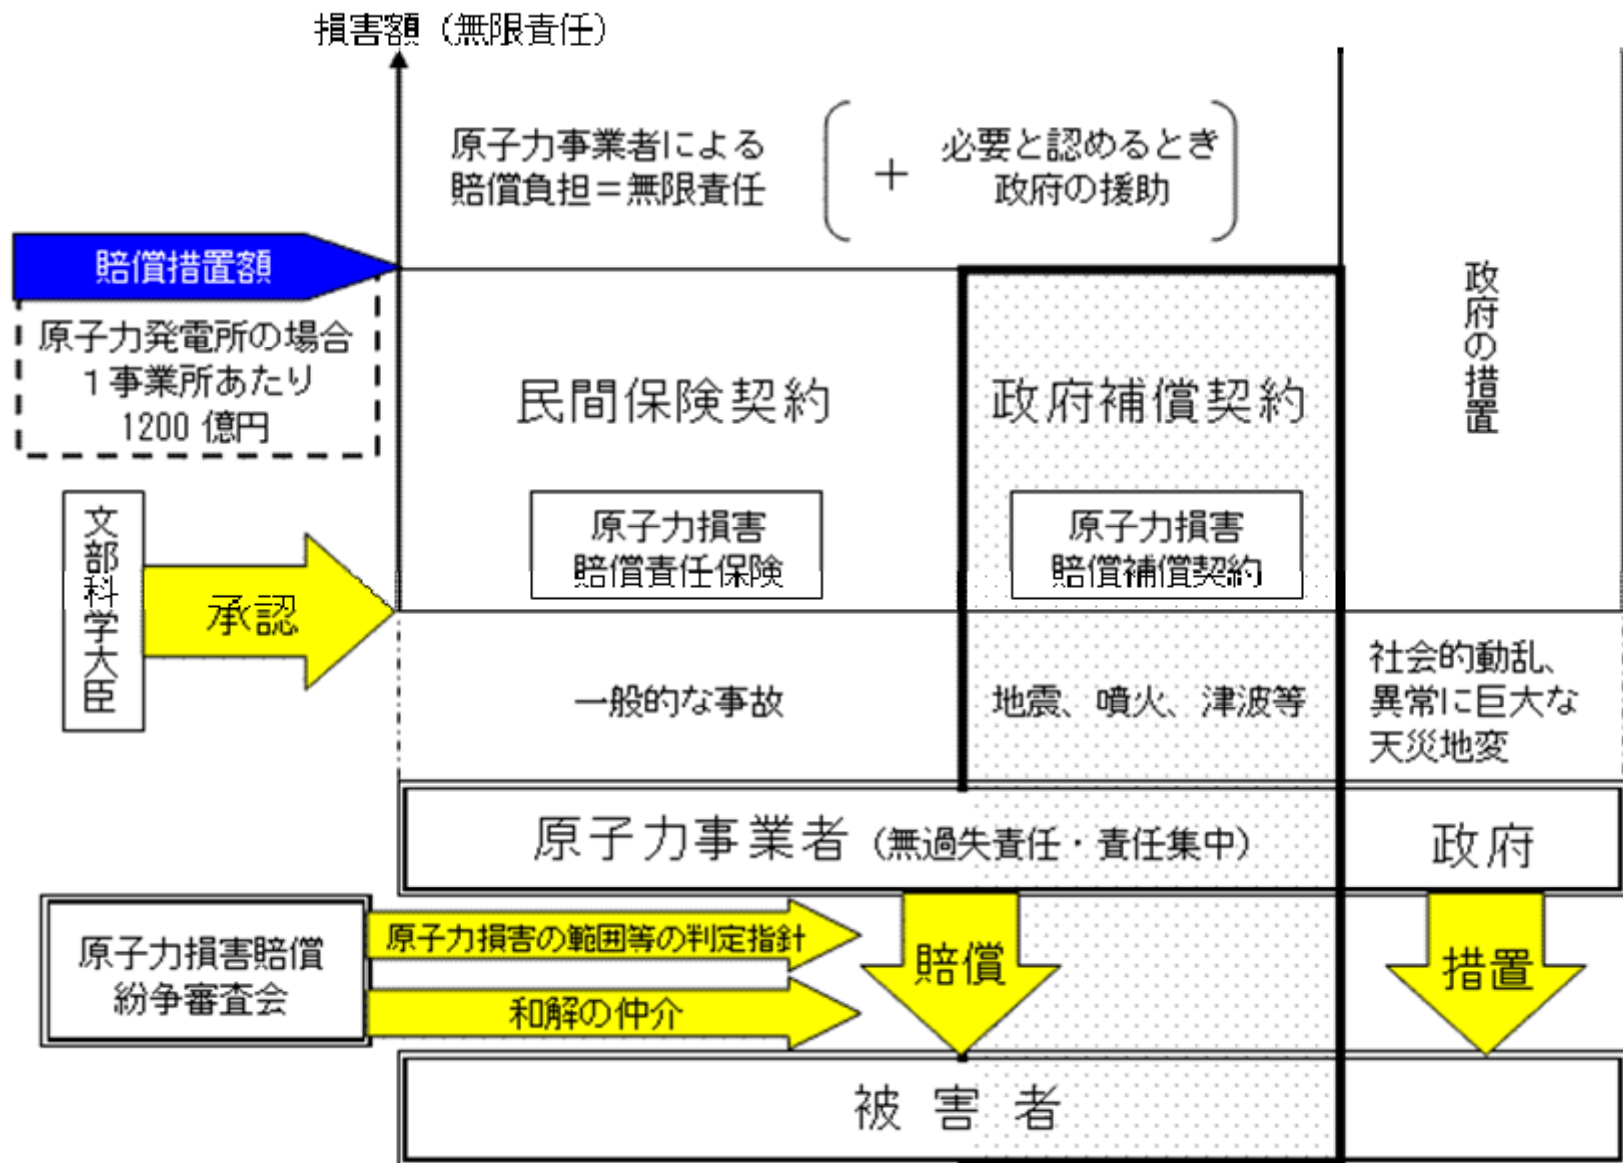 損害額（無限責任）
原子力事業者による
賠償負担＝無限責任
＋
必要と認めるとき
政府の援助
賠償措置額
原子力発電所の場合
１事業所あたり
1200 億円
民間保険契約
政府補償契約
政府の措置
文部科学大臣
承認
原子力損害
賠償責任保険
原子力損害
賠償補償契約
一般的な事故
地震、噴火、津波等
社会的動乱、
異常に巨大な
天災地変
原子力事業者（無過失責任・責任集中）
政府
原子力損害賠償
紛争審査会
原子力損害の範囲等の判定指針
和解の仲介
賠償
措置
被害者